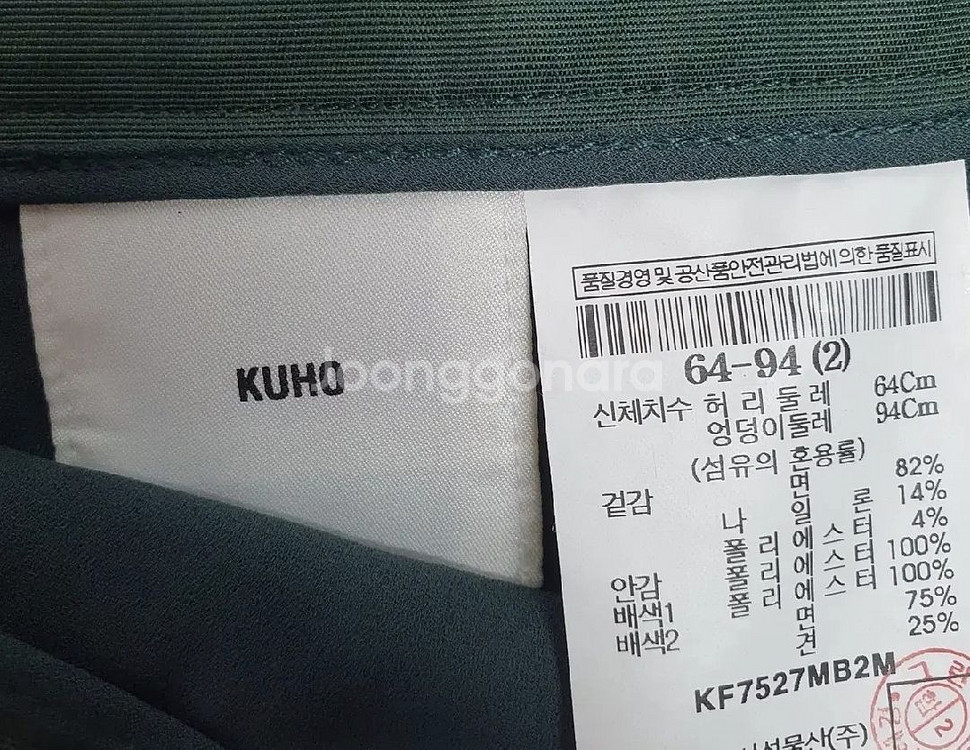 KUHO
joonggonara
품질경영 및 공산품안전관리법에 의한 품질표시
64-94 (2)
신체치수 허 리 둘 레 64Cm
엉덩이둘레 94Cm
(섬유의 혼용률)
겉감 면 82%
나 일 론 14%
폴 리 에 스 터 4%
안감 폴 리 에 스 터 100%
배색1 폴 리 에 스 터 100%
배색2 면 75%
견 25%
KF7527MB2M
물산(주)